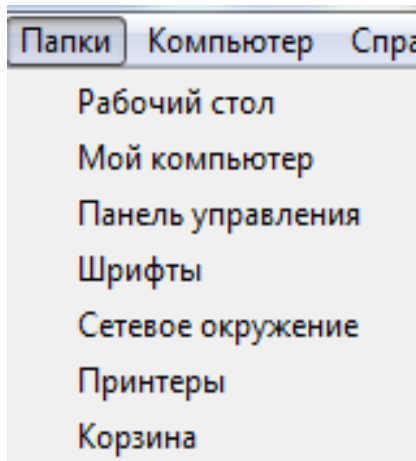 Папки Компьютер
Рабочий стол
Мой компьютер
Панель управления
Шрифты
Сетевое окружение
Принтеры
Корзина